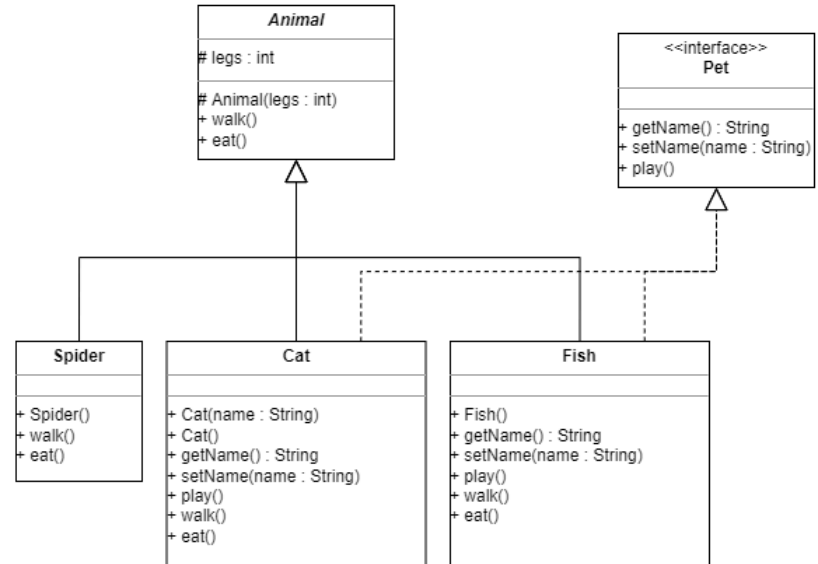 Animal
# legs : int
# Animal(legs : int)
+ walk()
+ eat()
<<interface>>
Pet
+ getName() : String
+ setName(name : String)
+ play()
Spider
+ Spider()
+ walk()
+ eat()
Cat
+ Cat(name : String)
+ Cat()
+ getName() : String
+ setName(name : String)
+ play()
+ walk()
+ eat()
Fish
+ Fish()
+ getName() : String
+ setName(name : String)
+ play()
+ walk()
+ eat()